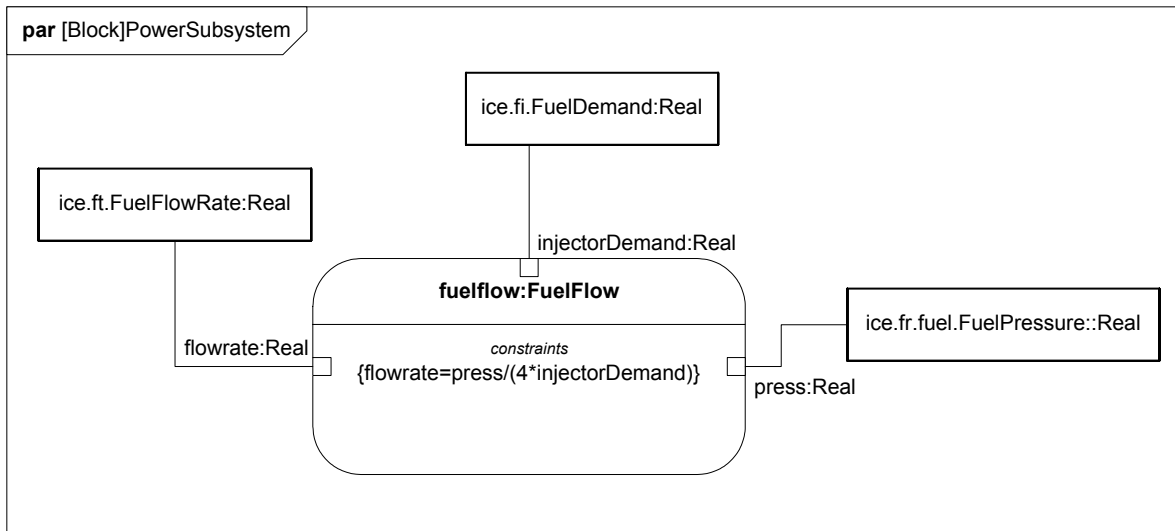 par [Block]PowerSubsystem
ice.fi.FuelDemand:Real
ice.ft.FuelFlowRate:Real
injectorDemand:Real
fuelflow:FuelFlow
ice.fr.fuel.FuelPressure::Real
flowrate:Real
constraints
{flowrate=press/(4*injectorDemand)}
press:Real